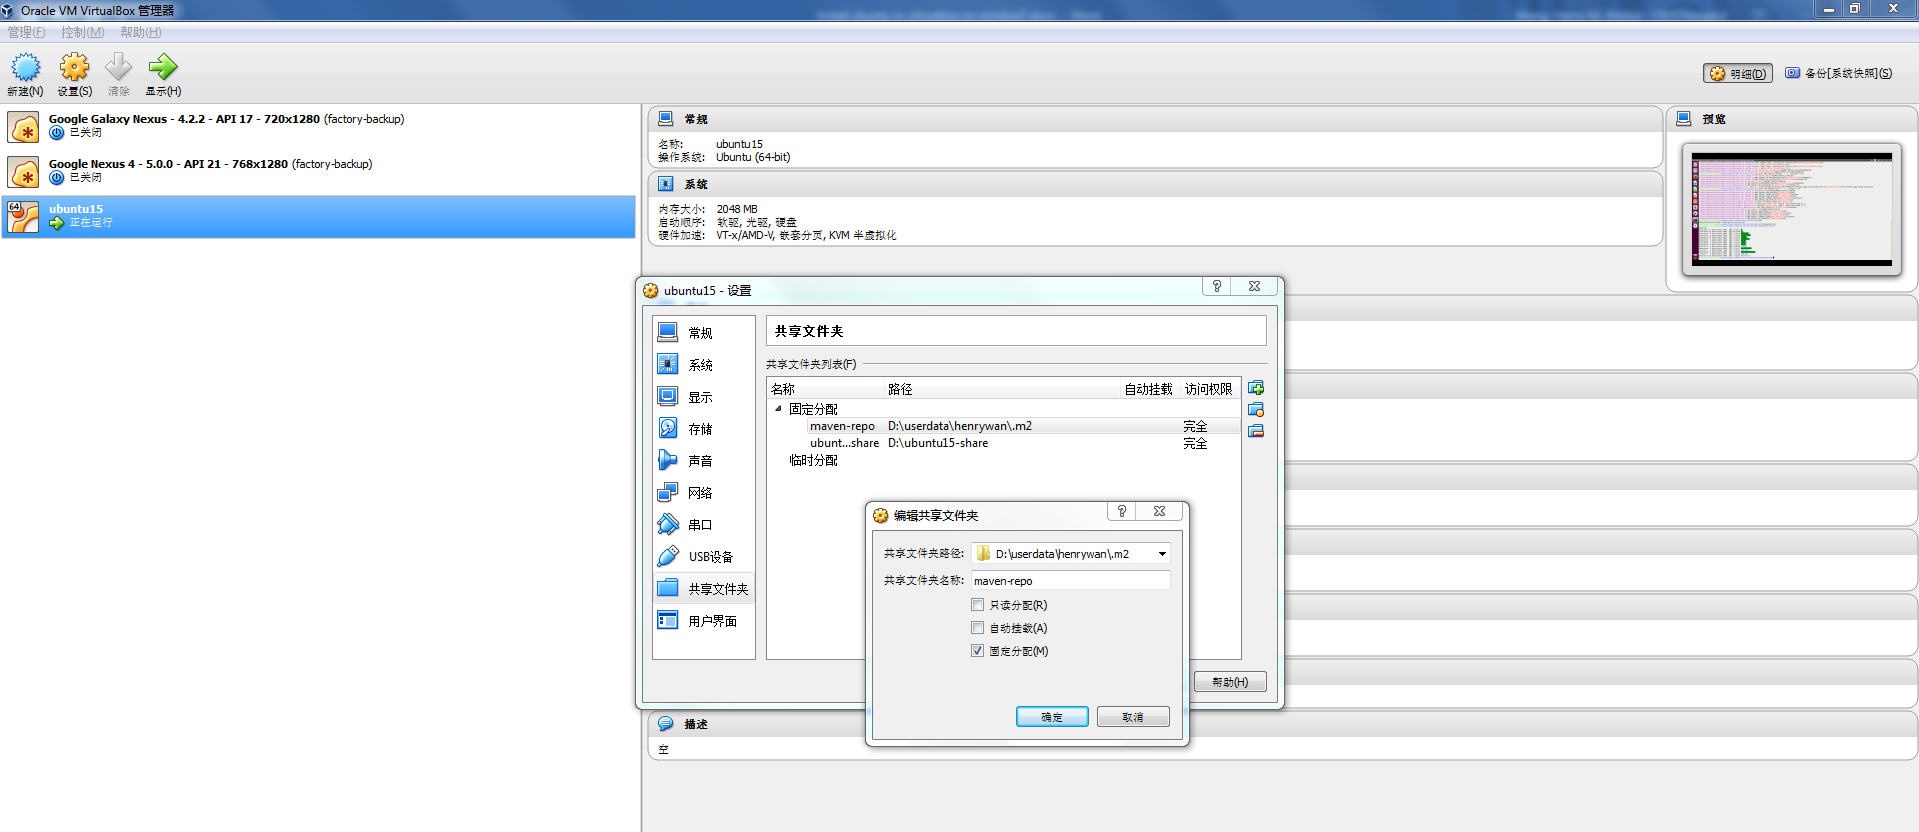 Oracle VM VirtualBox 管理器
管理(F) 控制(M) 帮助(H)
新建(N) 设置(S) 清除 显示(H)
明细(D) 备份[系统快照](S)
Google Galaxy Nexus - 4.2.2 - API 17 - 720x1280 (factory-backup)
已关闭
Google Nexus 4 - 5.0.0 - API 21 - 768x1280 (factory-backup)
已关闭
64
ubuntu15
正在运行
常规
名称: ubuntu15
操作系统: Ubuntu (64-bit)
系统
内存大小: 2048 MB
启动顺序: 软驱, 光驱, 硬盘
硬件加速: VT-x/AMD-V, 嵌套分页, KVM 半虚拟化
预览
ubuntu15 - 设置
常规
系统
显示
存储
声音
网络
串口
USB设备
共享文件夹
用户界面
共享文件夹
共享文件夹列表(F)
名称 路径 自动挂载 访问权限
固定分配
maven-repo D:\userdata\henrywan\.m2 完全
ubunt...share D:\ubuntu15-share 完全
临时分配
帮助(H)
编辑共享文件夹
共享文件夹路径: D:\userdata\henrywan\.m2
共享文件夹名称: maven-repo
只读分配(R)
自动挂载(A)
固定分配(M)
确定 取消
描述
空